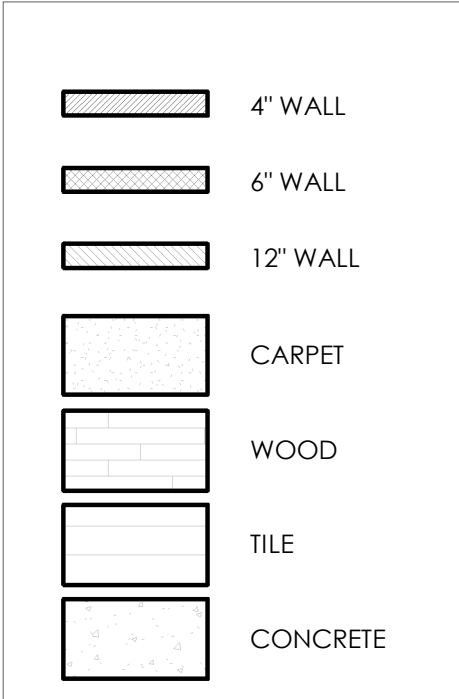 4" WALL
6" WALL
12" WALL
CARPET
WOOD
TILE
CONCRETE